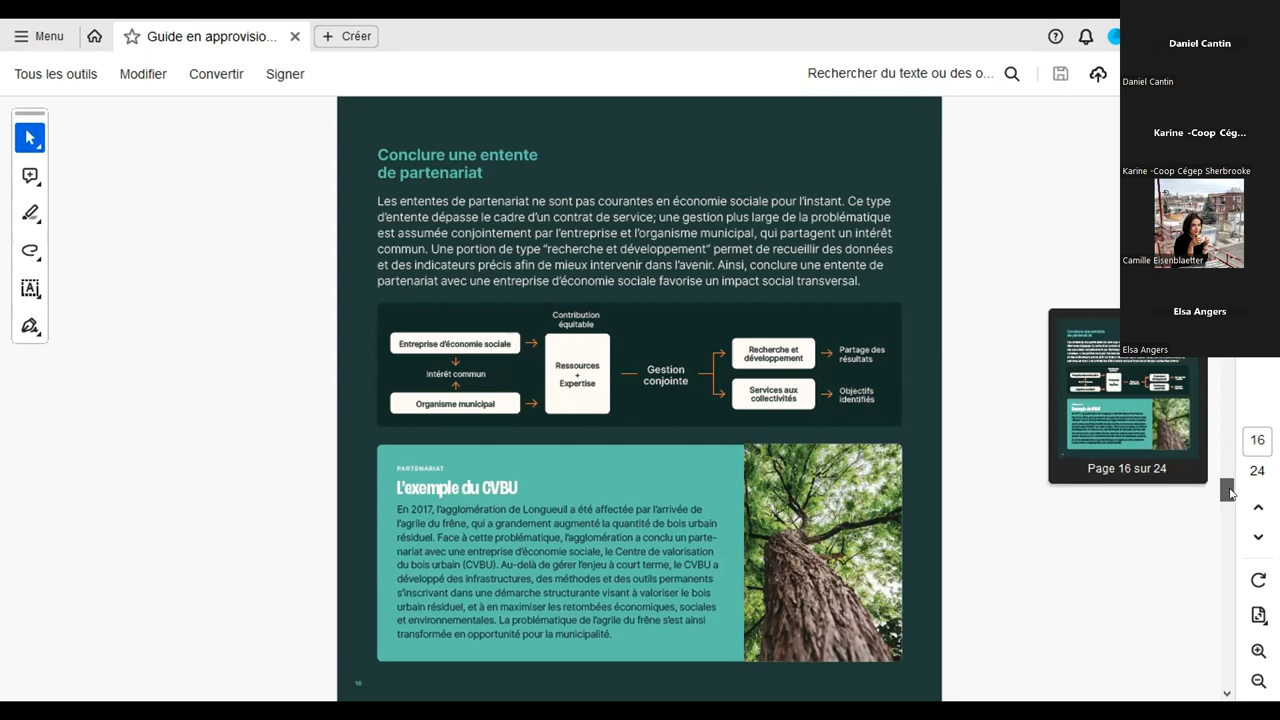 Menu
Guide en approvisio...
Créer
Tous les outils
Modifier
Convertir
Signer
Rechercher du texte ou des o...
Conclure une entente
de partenariat
Les ententes de partenariat ne sont pas courantes en économie sociale pour l'instant. Ce type
d'entente dépasse le cadre d'un contrat de service; une gestion plus large de la problématique
est assumée conjointement par l'entreprise et l'organisme municipal, qui partagent un intérêt
commun. Une portion de type "recherche et développement" permet de recueillir des données
et des indicateurs précis afin de mieux intervenir dans l'avenir. Ainsi, conclure une entente de
partenariat avec une entreprise d'économie sociale favorise un impact social transversal.
Entreprise d'économie sociale
Intérêt commun
Organisme municipal
Contribution
équitable
Ressources
+
Expertise
Gestion
conjointe
Recherche et
développement
Partage des
résultats
Services aux
collectivités
Objectifs
identifiés
PARTENARIAT
L'exemple du CVBU
En 2017, l'agglomération de Longueuil a été affectée par l'arrivée de
l'agrile du frêne, qui a grandement augmenté la quantité de bois urbain
résiduel. Face à cette problématique, l'agglomération a conclu un parte-
nariat avec une entreprise d'économie sociale, le Centre de valorisation
du bois urbain (CVBU). Au-delà de gérer l'enjeu à court terme, le CVBU a
développé des infrastructures, des méthodes et des outils permanents
s'inscrivant dans une démarche structurante visant à valoriser le bois
urbain résiduel, et à en maximiser les retombées économiques, sociales
et environnementales. La problématique de l'agrile du frêne s'est ainsi
transformée en opportunité pour la municipalité.
16
Daniel Cantin
Daniel Cantin
Karine -Coop Cég...
Karine -Coop Cégep Sherbrooke
Camille Eisenblaetter
Elsa Angers
Elsa Angers
Page 16 sur 24
16
24